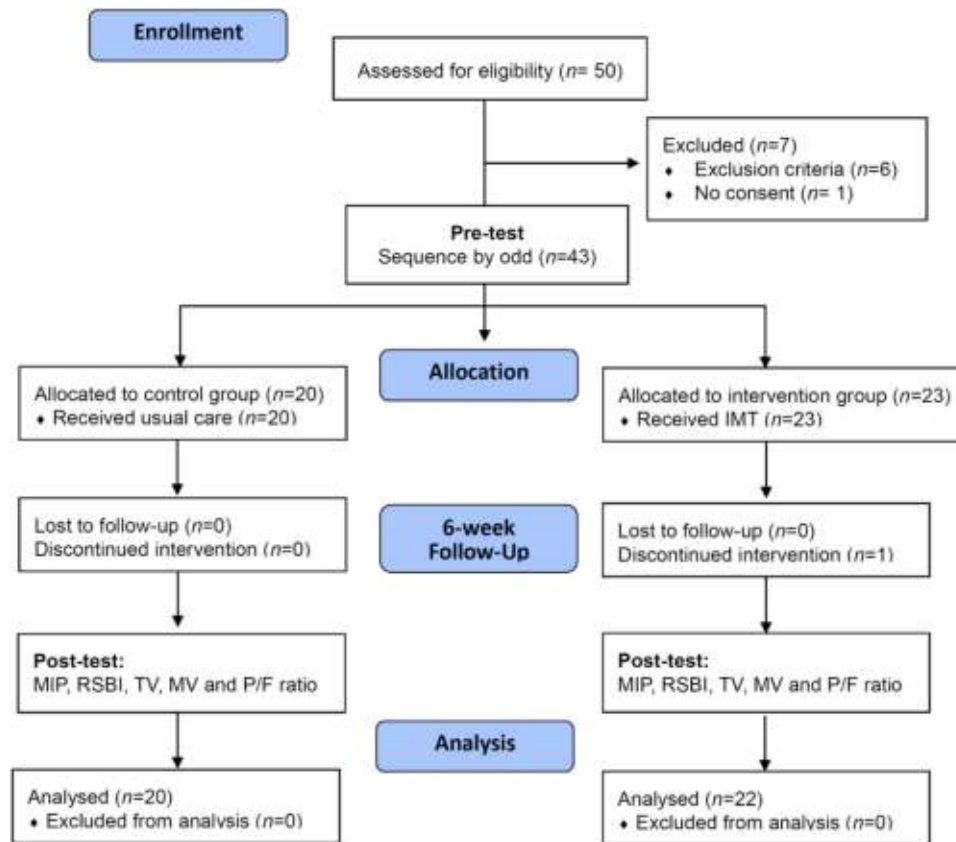 Enrollment
Assessed for eligibility (n= 50)
Excluded (n=7)
♦ Exclusion criteria (n=6)
♦ No consent (n= 1)
Pre-test
Sequence by odd (n=43)
Allocation
Allocated to control group (n=20)
♦ Received usual care (n=20)
Allocated to intervention group (n=23)
♦ Received IMT (n=23)
6-week
Follow-Up
Lost to follow-up (n=0)
Discontinued intervention (n=0)
Lost to follow-up (n=0)
Discontinued intervention (n=1)
Post-test:
MIP, RSBI, TV, MV and P/F ratio
Post-test:
MIP, RSBI, TV, MV and P/F ratio
Analysis
Analysed (n=20)
♦ Excluded from analysis (n=0)
Analysed (n=22)
♦ Excluded from analysis (n=0)